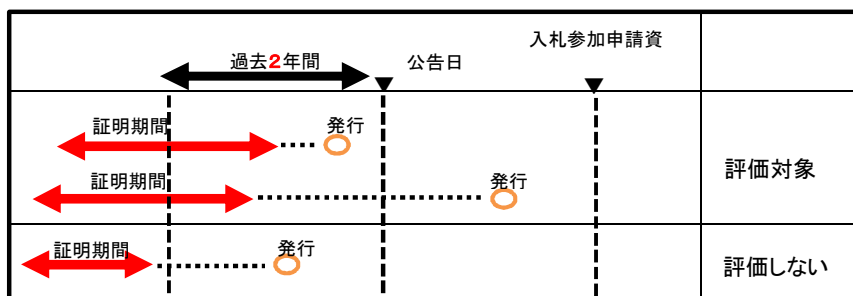 入札参加申請資
過去2年間
公告日
証明期間
発行
評価対象
証明期間
発行
証明期間
発行
評価しない